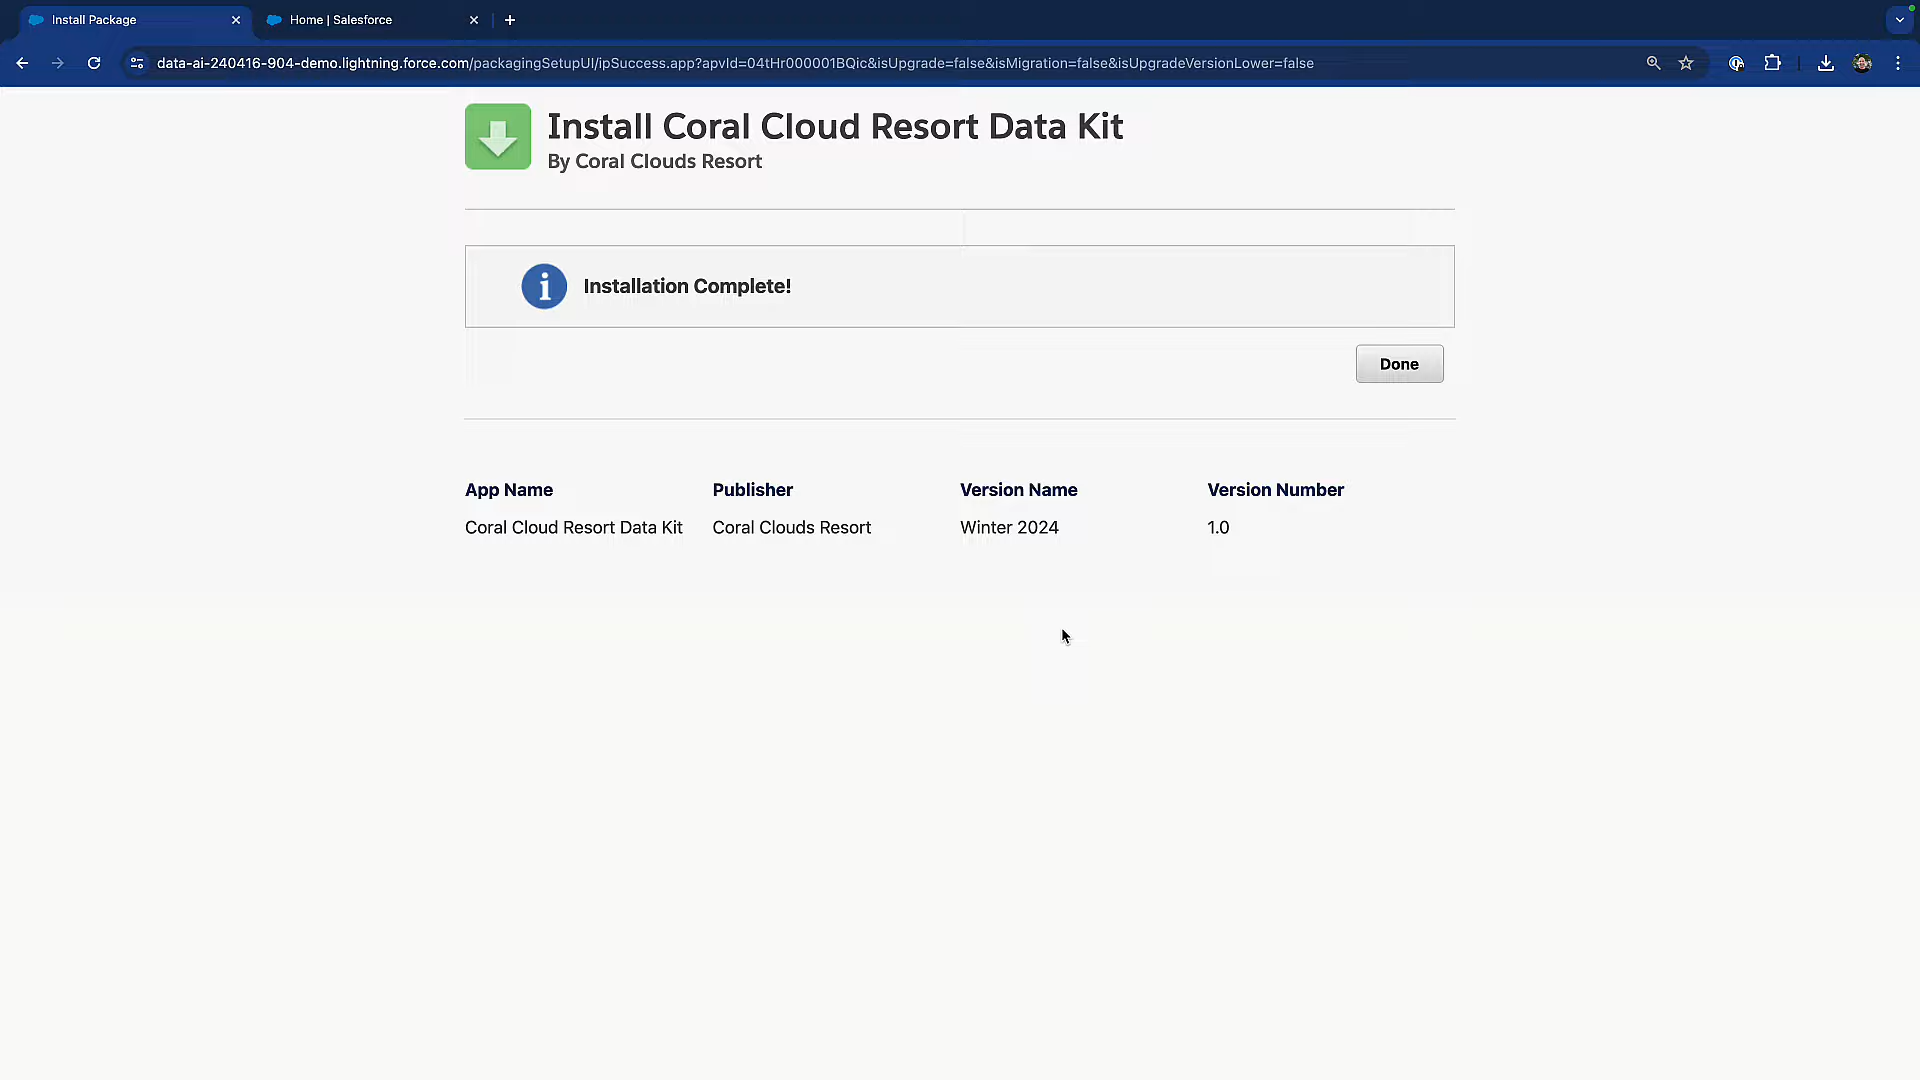 Install Package
Home | Salesforce
data-ai-240416-904-demo.lightning.force.com/packagingSetupUI/ipSuccess.app?apvId=04tHr000001BQic&isUpgrade=false&isMigration=false&isUpgradeVersionLower=false
Install Coral Cloud Resort Data Kit
By Coral Clouds Resort
Installation Complete!
Done
App Name Publisher Version Name Version Number
Coral Cloud Resort Data Kit Coral Clouds Resort Winter 2024 1.0